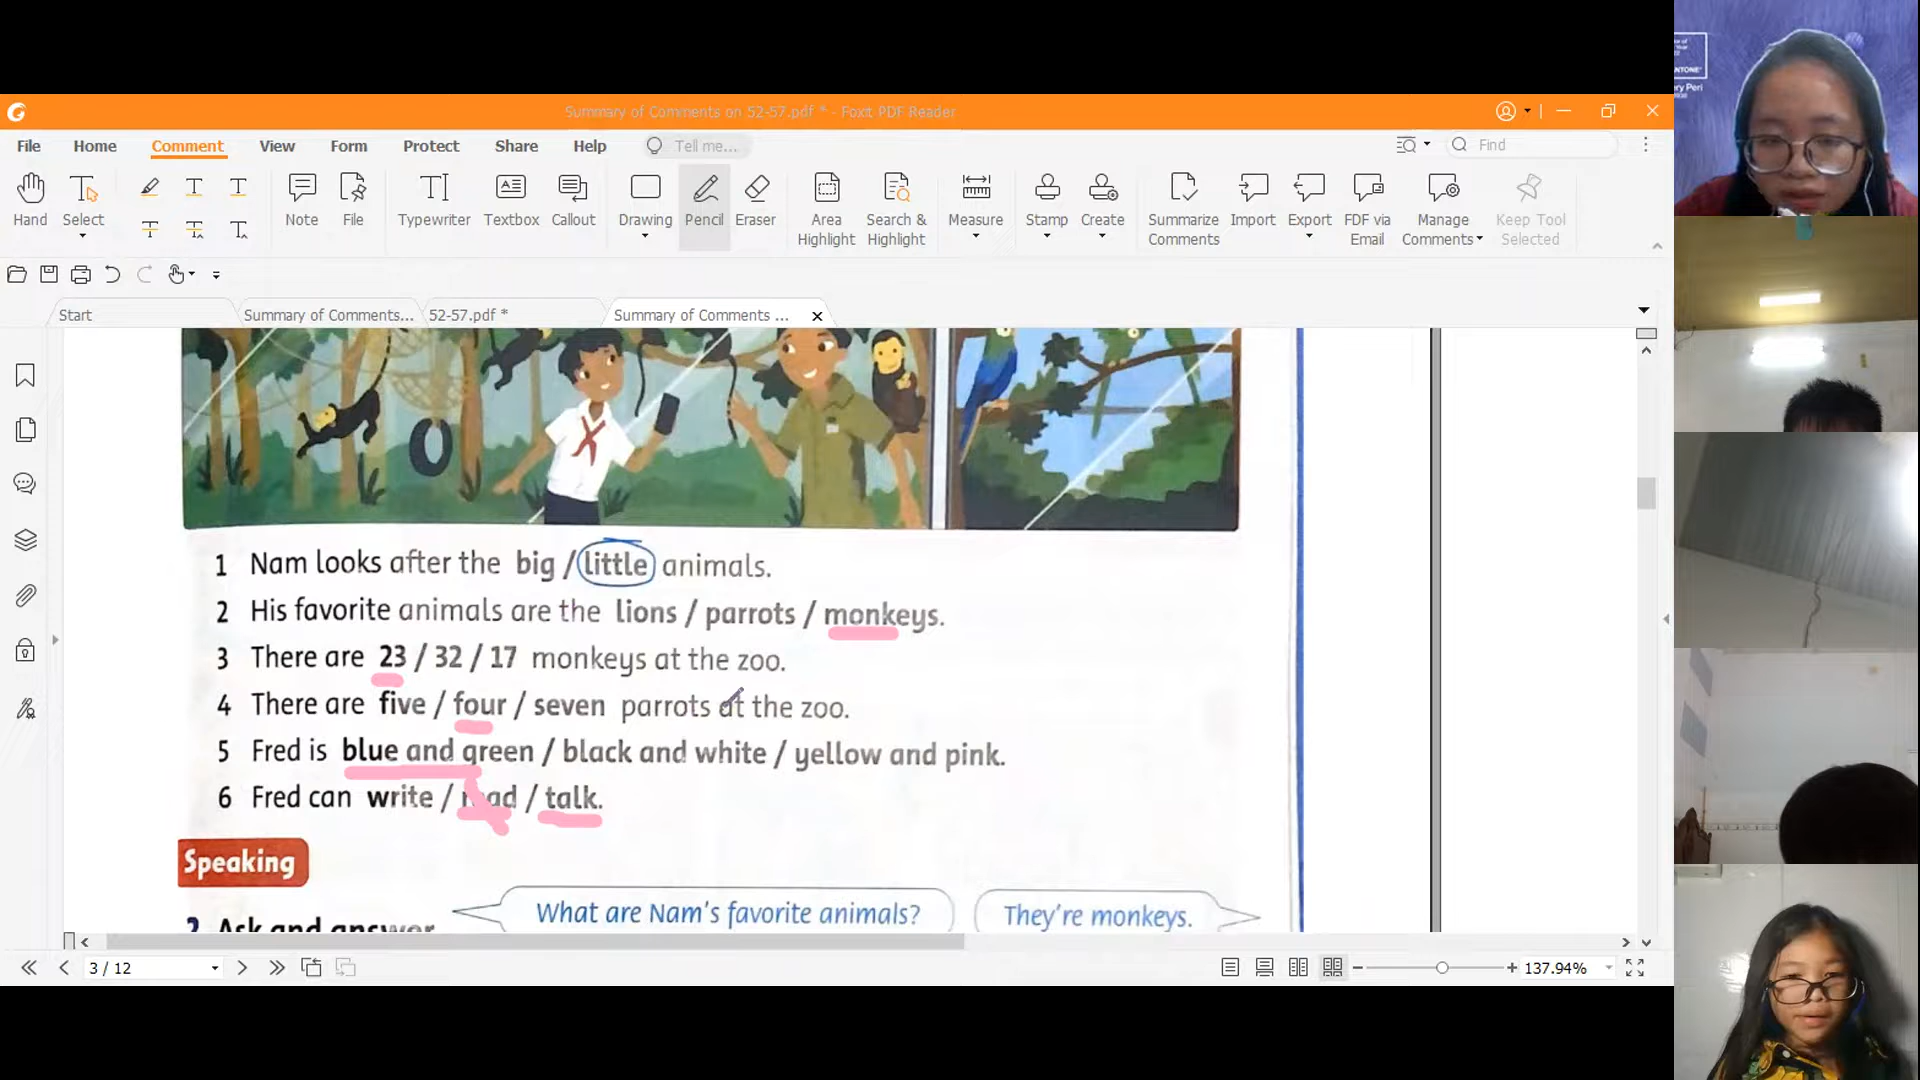 Summary of Comments on 52-57.pdf * - Foxit PDF Reader
File Home Comment View Form Protect Share Help Tell me... Find
Hand Select Note File Typewriter Textbox Callout Drawing Pencil Eraser Area Highlight Search & Highlight Measure Stamp Create Summarize Comments Import Export FDF via Email Manage Comments Keep Tool Selected
Start Summary of Comments... 52-57.pdf * Summary of Comments ...
1 Nam looks after the big / little animals.
2 His favorite animals are the lions / parrots / monkeys.
3 There are 23 / 32 / 17 monkeys at the zoo.
4 There are five / four / seven parrots at the zoo.
5 Fred is blue and green / black and white / yellow and pink.
6 Fred can write / read / talk.
Speaking
2 Ask and answer.
What are Nam's favorite animals?
They're monkeys.
3 / 12
137.94%